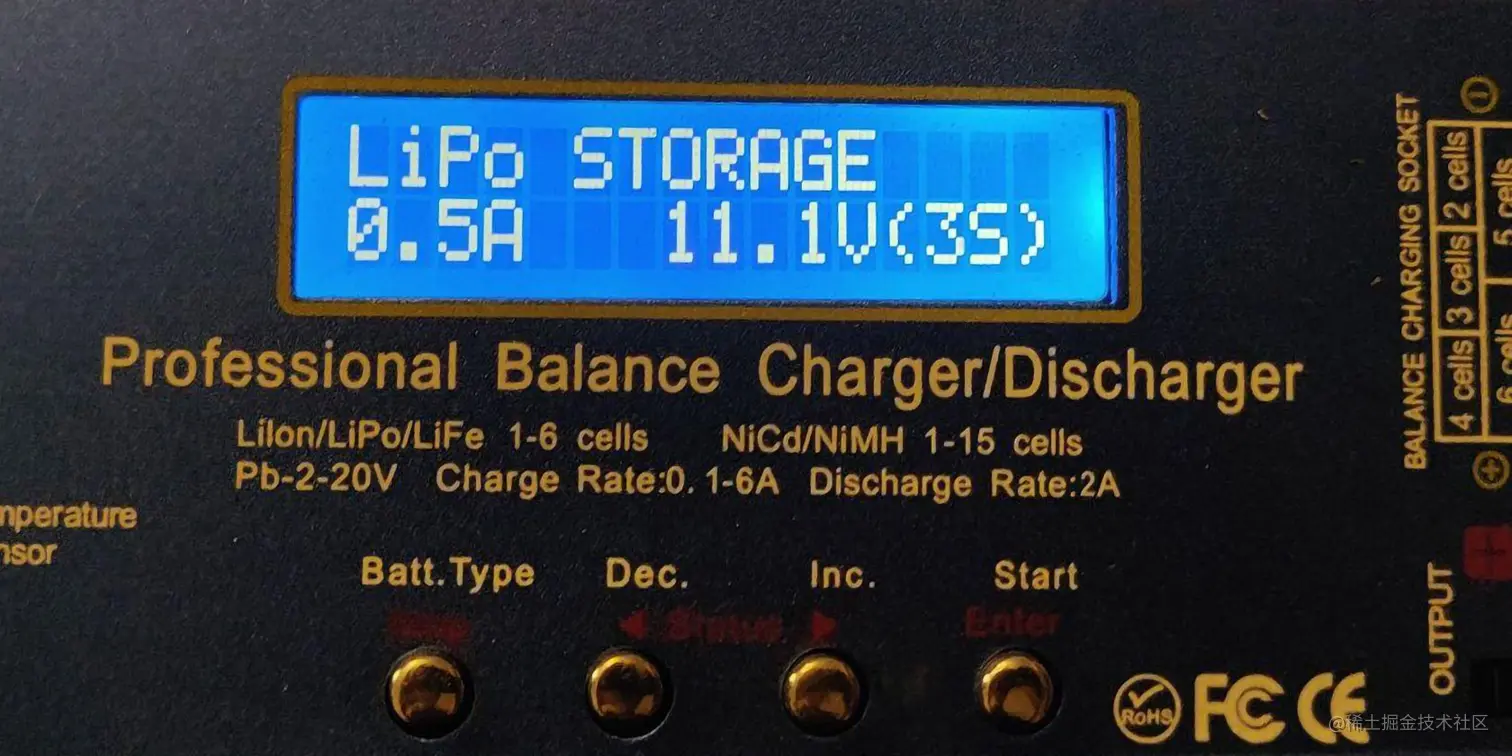 LiPo STORAGE
0.5A 11.1V(3S)
Professional Balance Charger/Discharger
LiIon/LiPo/LiFe 1-6 cells NiCd/NiMH 1-15 cells
Pb-2-20V Charge Rate:0.1-6A Discharge Rate:2A
Batt.Type Dec. Inc. Start
Status Enter
BALANCE CHARGING SOCKET
2 cells
3 cells
4 cells
5 cells
6 cells
OUTPUT
RoHS FC CE
@稀土掘金技术社区